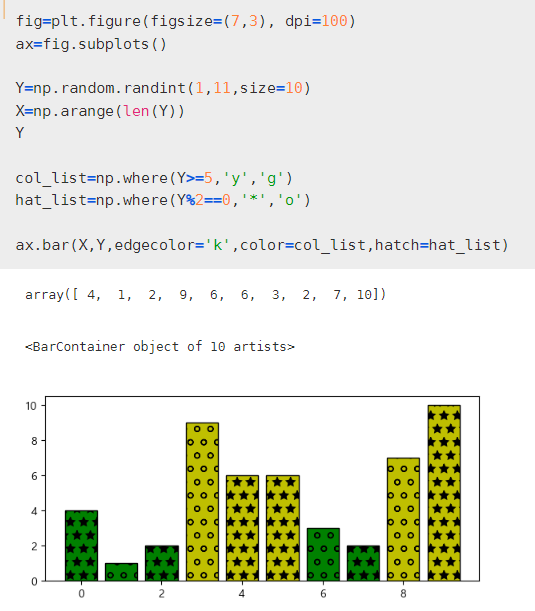 fig=plt.figure(figsize=(7,3), dpi=100)
ax=fig.subplots()
Y=np.random.randint(1,11,size=10)
X=np.arange(len(Y))
Y
col_list=np.where(Y>=5,'y','g')
hat_list=np.where(Y%2==0,'*','o')
ax.bar(X,Y,edgecolor='k',color=col_list,hatch=hat_list)
array([ 4,  1,  2,  9,  6,  6,  3,  2,  7, 10])
<BarContainer object of 10 artists>
10
8
6
4
2
0
0 2 4 6 8